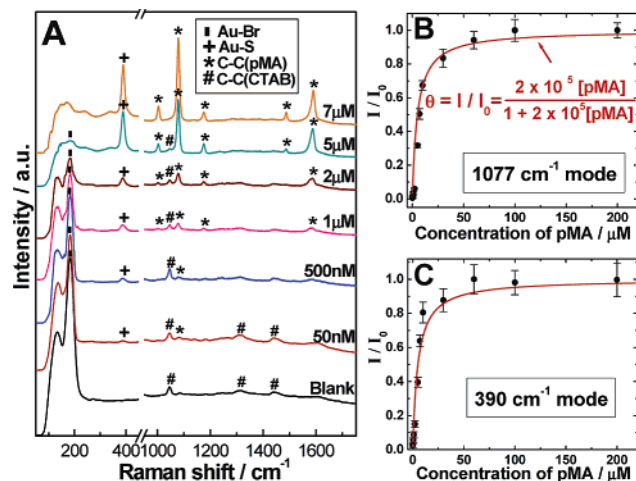 A
Au-Br
+ Au-S
* C-C(pMA)
# C-C(CTAB)
7μM
5μM
2μM
1μM
500nM
50nM
Blank
Intensity / a.u.
200 400 1000 1200 1400 1600
Raman shift / cm-1
B
I / I0
1.0
0.8
0.6
0.4
0.2
0.0
θ = I / I0 = 2 x 10 5 [pMA] / 1 + 2 x 10 5 [pMA]
1077 cm-1 mode
0 50 100 150 200
Concentration of pMA / μM
C
I / I0
1.0
0.8
0.6
0.4
0.2
0.0
390 cm-1 mode
0 50 100 150 200
Concentration of pMA / μM